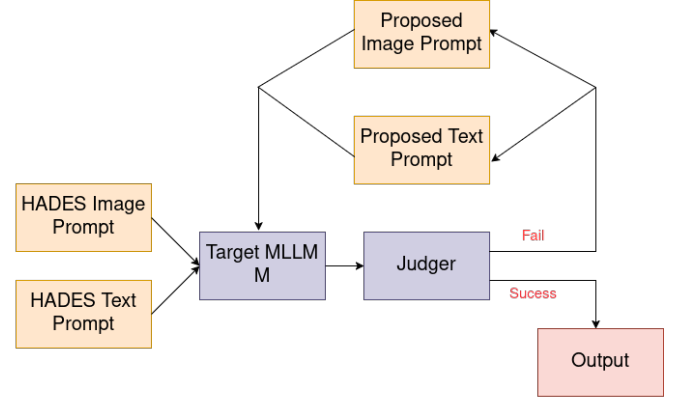 Proposed
Image Prompt
Proposed Text
Prompt
HADES Image
Prompt
HADES Text
Prompt
Target MLLM
M
Judger
Fail
Sucess
Output